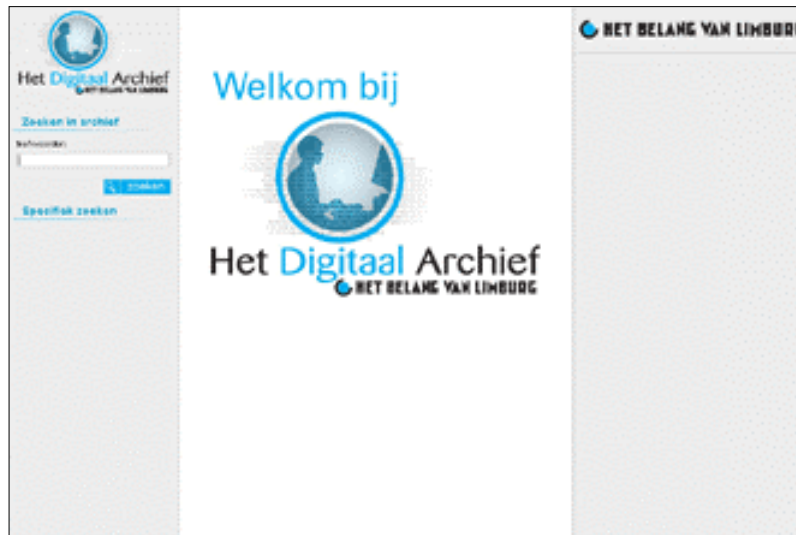 Het Digitaal Archief
HET BELANG VAN LIMBURG
Zoeken in archief
Trefwoorden
zoeken
Specifiek zoeken
Welkom bij
Het Digitaal Archief
HET BELANG VAN LIMBURG
HET BELANG VAN LIMBURG